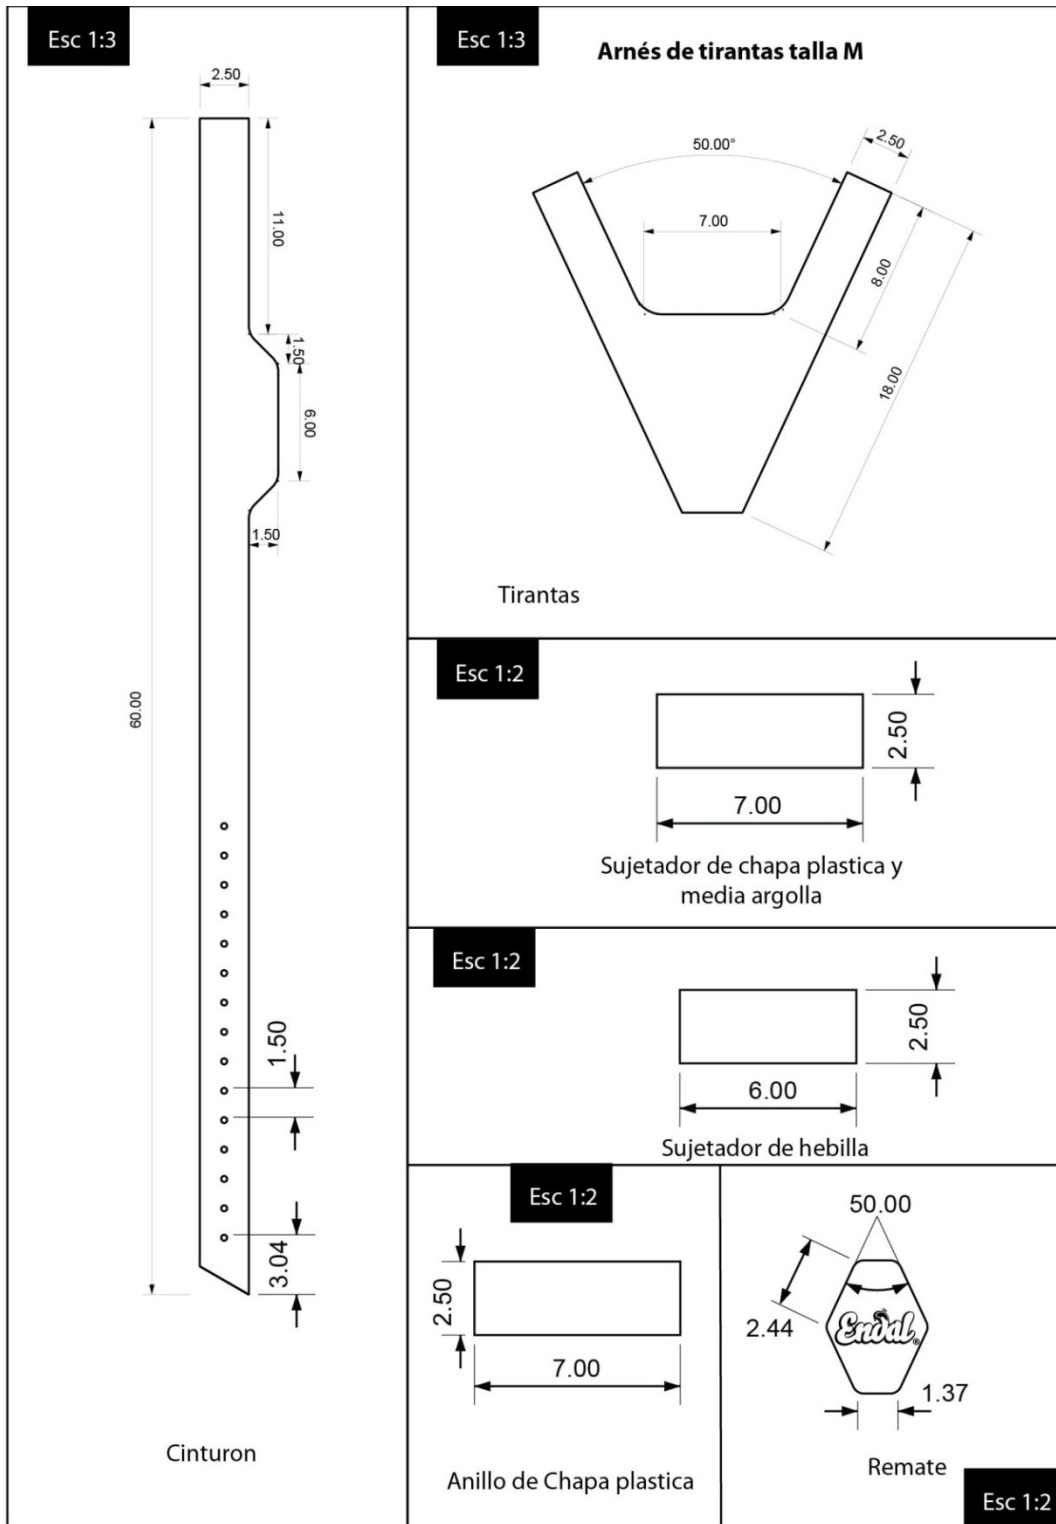 Esc 1:3
2.50
11.00
1.50
6.00
1.50
60.00
1.50
3.04
Cinturon
Esc 1:3
Arnés de tirantas talla M
50.00°
2.50
7.00
8.00
18.00
Tirantas
Esc 1:2
2.50
7.00
Sujetador de chapa plastica y
media argolla
Esc 1:2
2.50
6.00
Sujetador de hebilla
Esc 1:2
2.50
7.00
Anillo de Chapa plastica
50.00
2.44
Endal®
1.37
Remate
Esc 1:2